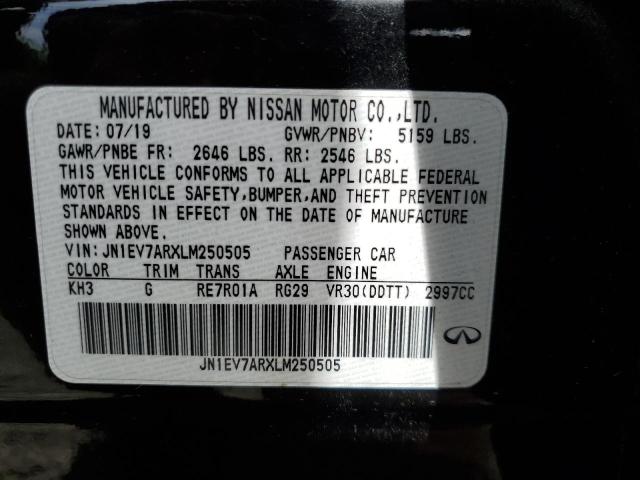 MANUFACTURED BY NISSAN MOTOR CO.,LTD.
DATE: 07/19 GVWR/PNBV: 5159 LBS.
GAWR/PNBE FR: 2646 LBS. RR: 2546 LBS.
THIS VEHICLE CONFORMS TO ALL APPLICABLE FEDERAL
MOTOR VEHICLE SAFETY,BUMPER,AND THEFT PREVENTION
STANDARDS IN EFFECT ON THE DATE OF MANUFACTURE
SHOWN ABOVE.
VIN:JN1EV7ARXLM250505 PASSENGER CAR
COLOR TRIM TRANS AXLE ENGINE
KH3 G RE7R01A RG29 VR30(DDTT) 2997CC
JN1EV7ARXLM250505